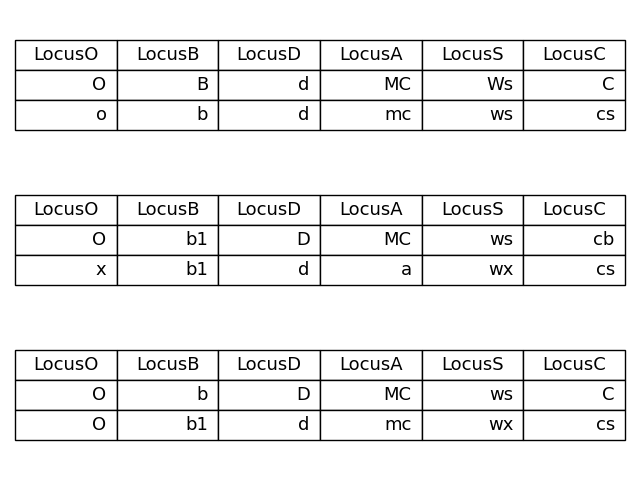 LocusO LocusB LocusD LocusA LocusS LocusC
O B d MC Ws C
o b d mc ws cs
LocusO LocusB LocusD LocusA LocusS LocusC
O b1 D MC ws cb
x b1 d a wx cs
LocusO LocusB LocusD LocusA LocusS LocusC
O b D MC ws C
O b1 d mc wx cs